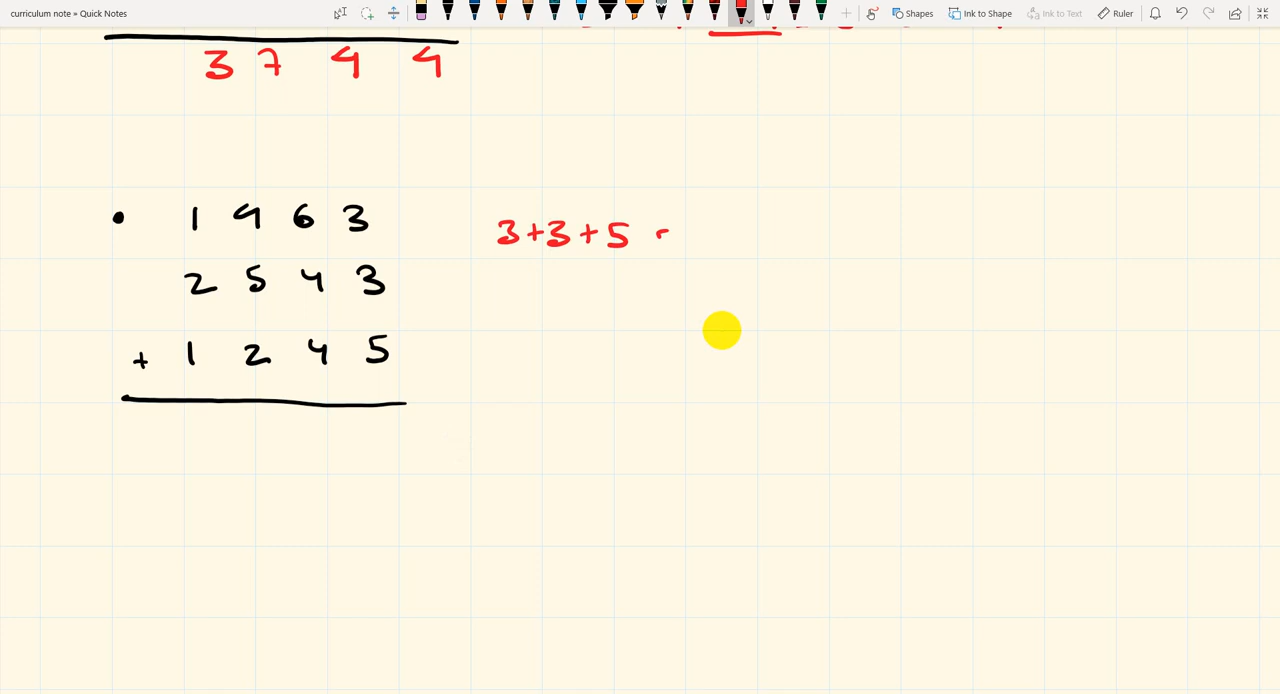 curriculum note » Quick Notes
Shapes Ink to Shape Ink to Text Ruler
3 7 4 4
• 1 4 6 3
2 5 4 3
+ 1 2 4 5
3+3+5